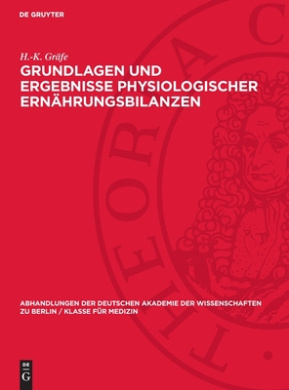 DE GRUYTER
H.-K. Gräfe
GRUNDLAGEN UND
ERGEBNISSE PHYSIOLOGISCHER
ERNÄHRUNGSBILANZEN
ABHANDLUNGEN DER DEUTSCHEN AKADEMIE DER WISSENSCHAFTEN
ZU BERLIN / KLASSE FÜR MEDIZIN
DE
G